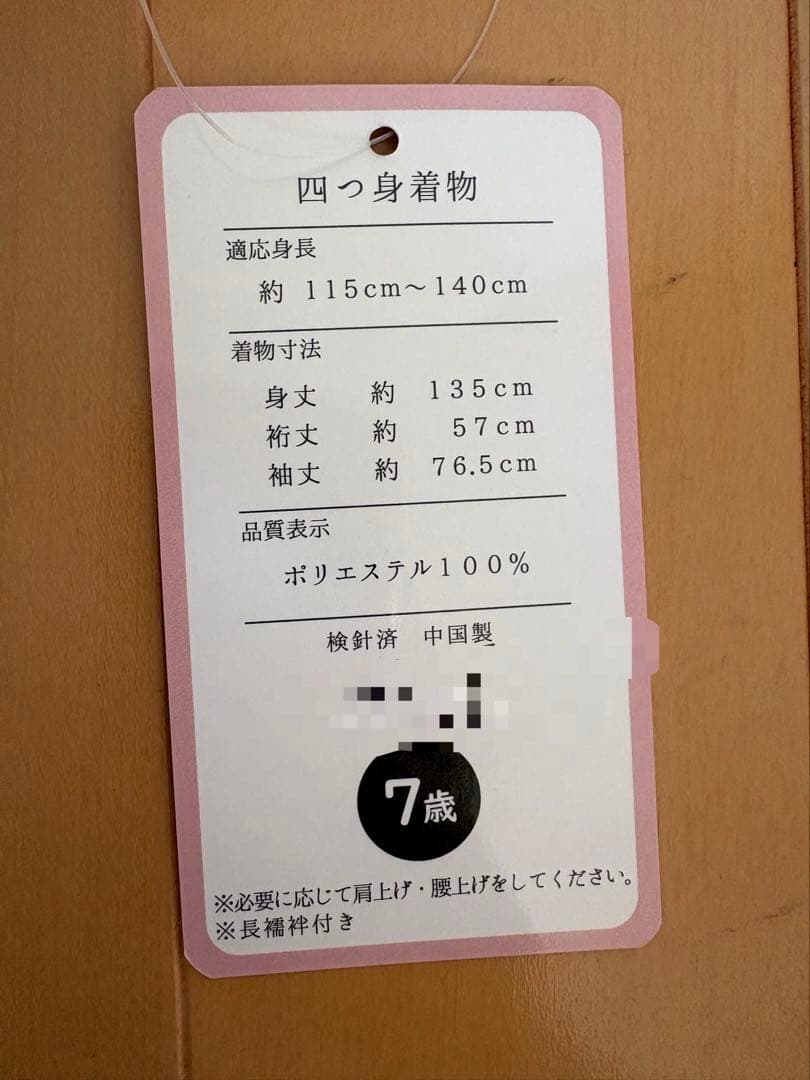 四つ身着物
適応身長
約 115cm～140cm
着物寸法
身丈 約 135cm
裄丈 約 57cm
袖丈 約 76.5cm
品質表示
ポリエステル100%
検針済 中国製
7歳
※必要に応じて肩上げ・腰上げをしてください。
※長襦袢付き